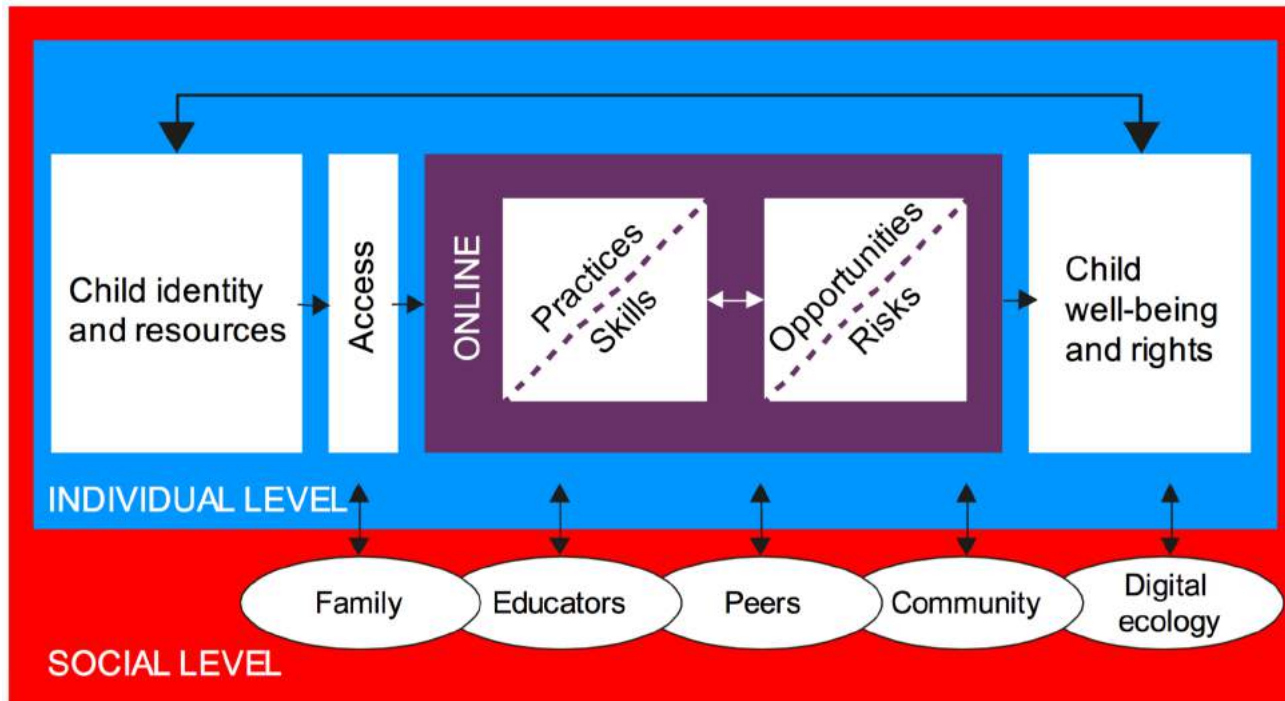 Child identity
and resources
Access
ONLINE
Practices
Skills
Opportunities
Risks
Child
well-being
and rights
INDIVIDUAL LEVEL
Family
Educators
Peers
Community
Digital
ecology
SOCIAL LEVEL